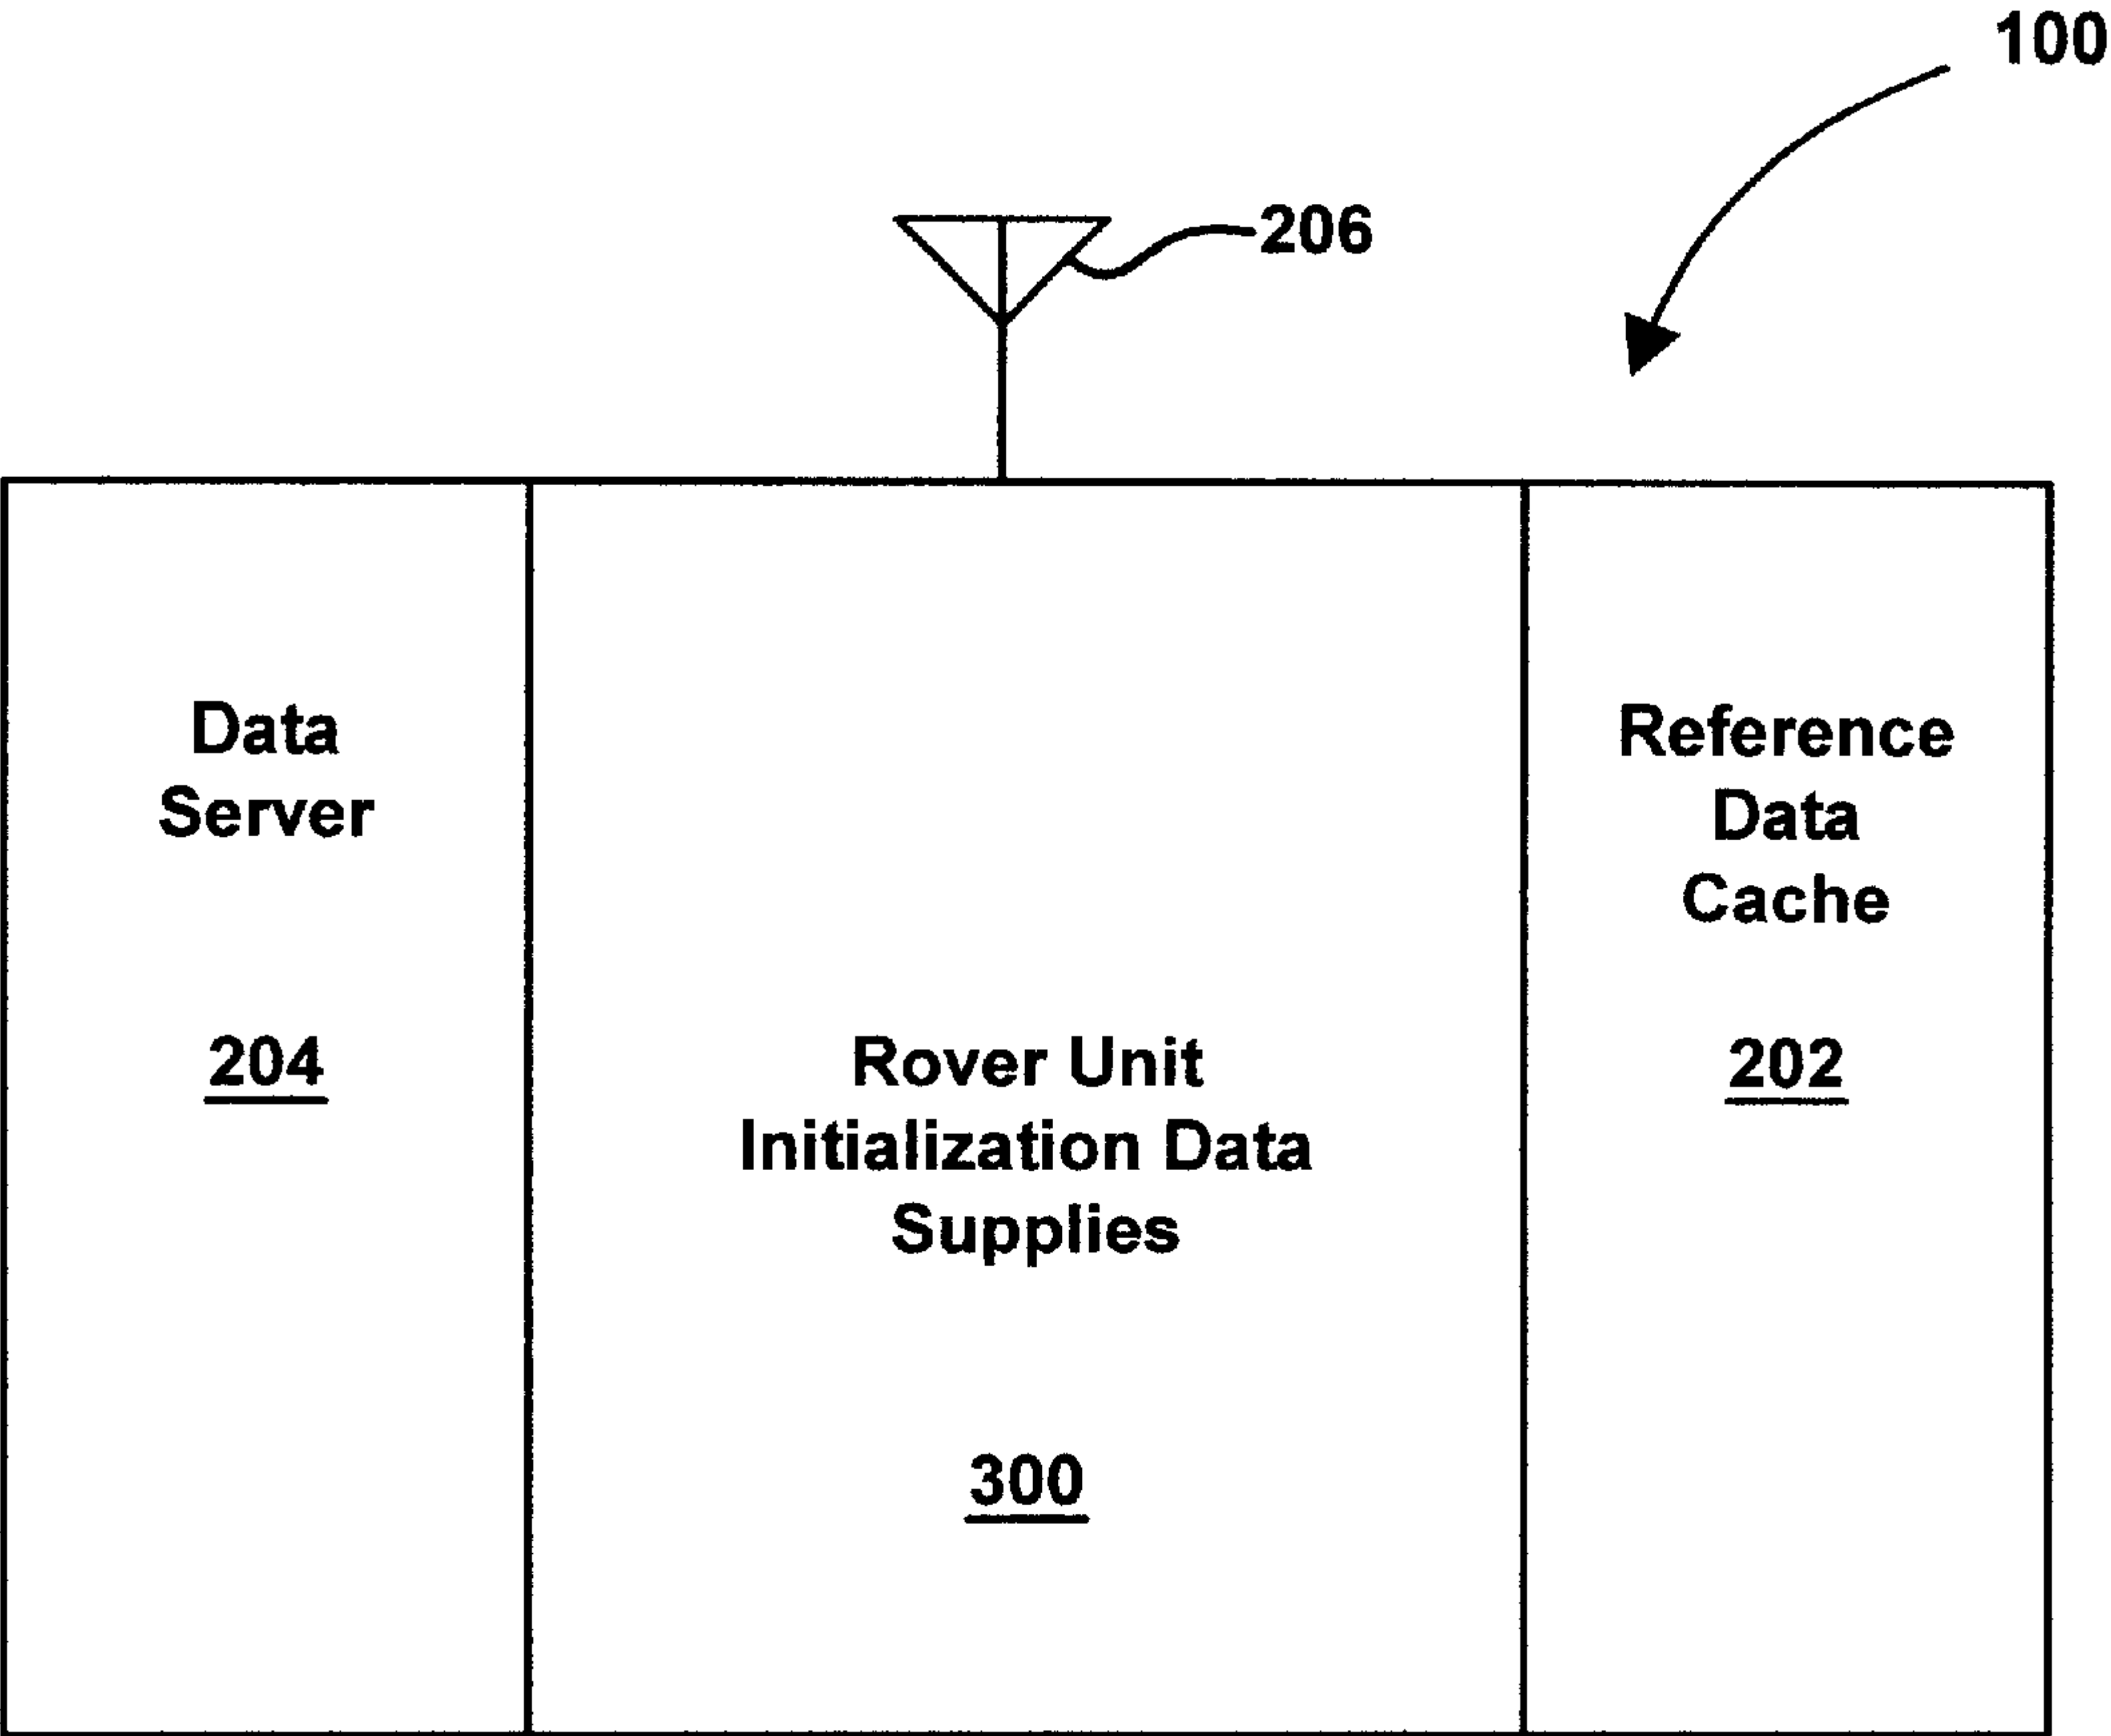 100
206
Data
Server
204
Rover Unit
Initialization Data
Supplies
300
Reference
Data
Cache
202